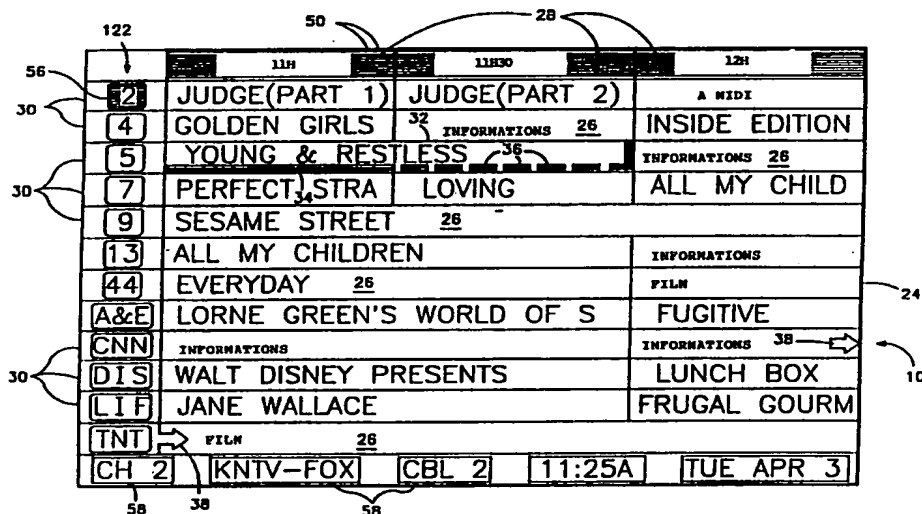 50 28
122
56 11H 11H30 12H
2 JUDGE(PART 1) JUDGE(PART 2) A MIDI
30 4 GOLDEN GIRLS 32 INFORMATIONS 26 INSIDE EDITION
5 YOUNG & RESTLESS 36 INFORMATIONS 26
30 7 PERFECT STRA 34 LOVING ALL MY CHILD
9 SESAME STREET 26
13 ALL MY CHILDREN INFORMATIONS
44 EVERYDAY 26 FILM 24
A&E LORNE GREEN'S WORLD OF S FUGITIVE
CNN INFORMATIONS INFORMATIONS 38
30 DIS WALT DISNEY PRESENTS LUNCH BOX 10
LIF JANE WALLACE FRUGAL GOURM
TNT FILM 26
CH 2 KNTV-FOX CBL 2 11:25A TUE APR 3
58 38 58